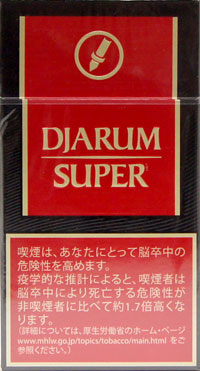 DJARUM
SUPER
喫煙は、あなたにとって脳卒中の
危険性を高めます。
疫学的な推計によると、喫煙者は
脳卒中により死亡する危険性が
非喫煙者に比べて約1.7倍高くな
ります。
(詳細については、厚生労働省のホーム・ページ
www.mhlw.go.jp/topics/tobacco/main.html をご
参照ください。)